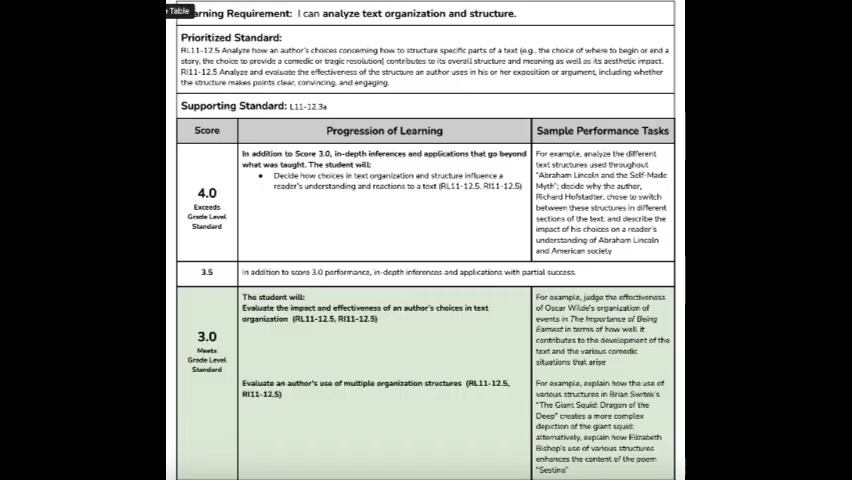 Table
rning Requirement: I can analyze text organization and structure.
Prioritized Standard:
RL11-12.5 Analyze how an author's choices concerning how to structure specific parts of a text (e.g., the choice of where to begin or end a
story, the choice to provide a comedic or tragic resolution) contributes to its overall structure and meaning as well as its aesthetic impact.
RI11-12.5 Analyze and evaluate the effectiveness of the structure an author uses in his or her exposition or argument, including whether
the structure makes points clear, convincing, and engaging.
Supporting Standard: L11-12.3a
Score
Progression of Learning
Sample Performance Tasks
4.0
Exceeds
Grade Level
Standard
In addition to Score 3.0, in-depth inferences and applications that go beyond
what was taught. The student will:
● Decide how choices in text organization and structure influence a
reader's understanding and reactions to a text (RL11-12.5, RI11-12.5)
For example, analyze the different
text structures used throughout
"Abraham Lincoln and the Self-Made
Myth"; decide why the author,
Richard Hofstadter, chose to switch
between these structures in different
sections of the text; and describe the
impact of his choices on a reader's
understanding of Abraham Lincoln
and American society
3.5
In addition to score 3.0 performance, in-depth inferences and applications with partial success.
3.0
Meets
Grade Level
Standard
The student will:
Evaluate the impact and effectiveness of an author's choices in text
organization (RL11-12.5, RI11-12.5)
For example, judge the effectiveness
of Oscar Wilde's organization of
events in The Importance of Being
Earnest in terms of how well it
contributes to the development of the
text and the various comedic
situations that arise
Evaluate an author's use of multiple organization structures (RL11-12.5,
RI11-12.5)
For example, explain how the use of
various structures in Brian Switek's
"The Giant Squid: Dragon of the
Deep" creates a more complex
depiction of the giant squid;
alternatively, explain how Elizabeth
Bishop's use of various structures
enhances the content of the poem
"Sestina"